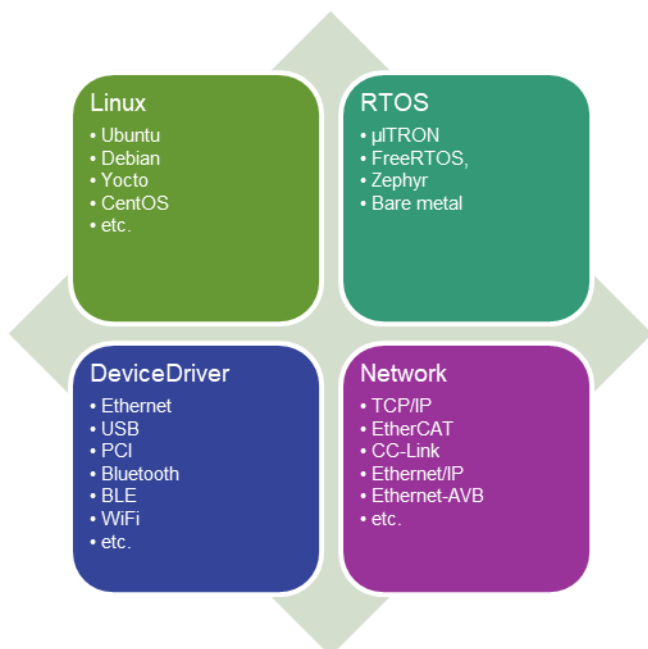 Linux
• Ubuntu
• Debian
• Yocto
• CentOS
• etc.
RTOS
• µITRON
• FreeRTOS,
• Zephyr
• Bare metal
DeviceDriver
• Ethernet
• USB
• PCI
• Bluetooth
• BLE
• WiFi
• etc.
Network
• TCP/IP
• EtherCAT
• CC-Link
• Ethernet/IP
• Ethernet-AVB
• etc.